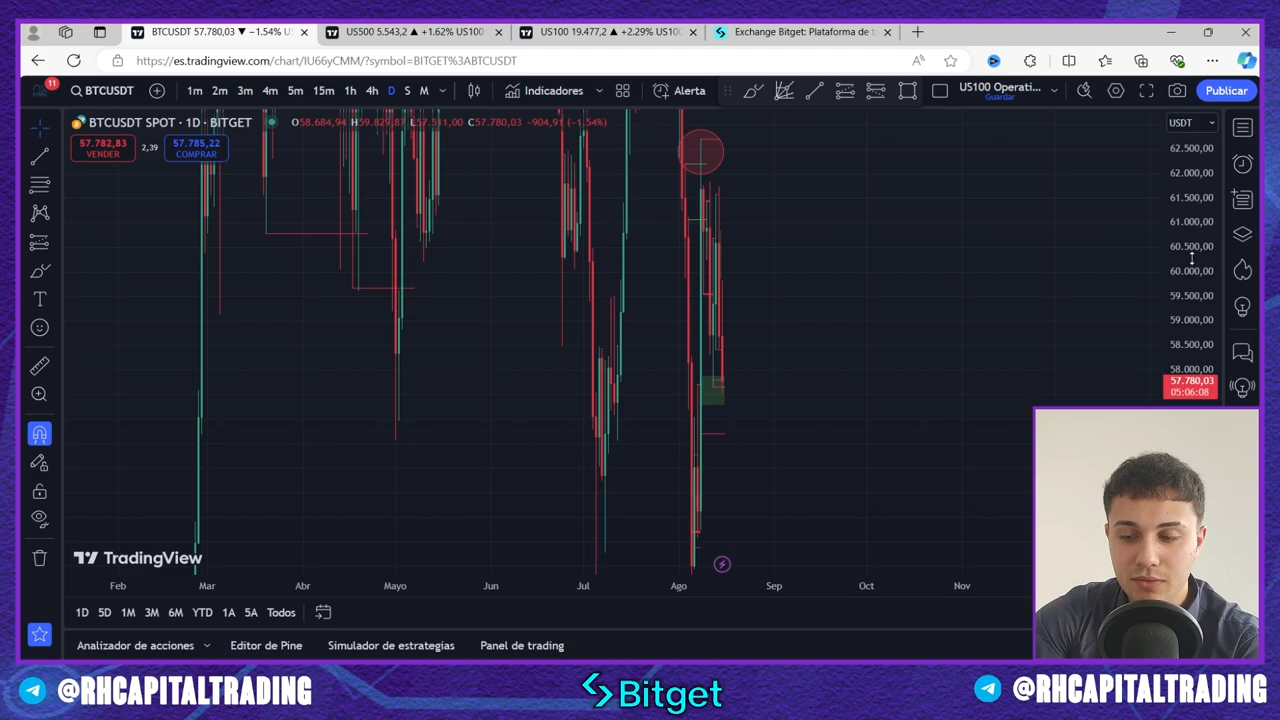 BTCUSDT 57.780,03 ▼ −1.54% US
US500 5.543,2 ▲ +1.62% US100
US 100 19.477,2 ▲ +2.29% US100
Exchange Bitget: Plataforma de t
https://es.tradingview.com/chart/IU66yCMM/?symbol=BITGET%3ABTCUSDT
11
BTCUSDT
1m 2m 3m 4m 5m 15m 1h 4h D S M
Indicadores
Alerta
US100 Operati...
Guardar
Publicar
BTCUSDT SPOT · 1D · BITGET
O58.684,94 H59.829,87 L57.511,00 C57.780,03 −904,91 (−1.54%)
USDT
57.782,83
VENDER
2,39
57.785,22
COMPRAR
62.500,00
62.000,00
61.500,00
61.000,00
60.500,00
60.000,00
59.500,00
59.000,00
58.500,00
58.000,00
57.780,03
05:06:08
TradingView
Feb Mar Abr Mayo Jun Jul Ago Sep Oct Nov
1D 5D 1M 3M 6M YTD 1A 5A Todos
Analizador de acciones Editor de Pine Simulador de estrategias Panel de trading
@RHCAPITALTRADING
Bitget
@RHCAPITALTRADING